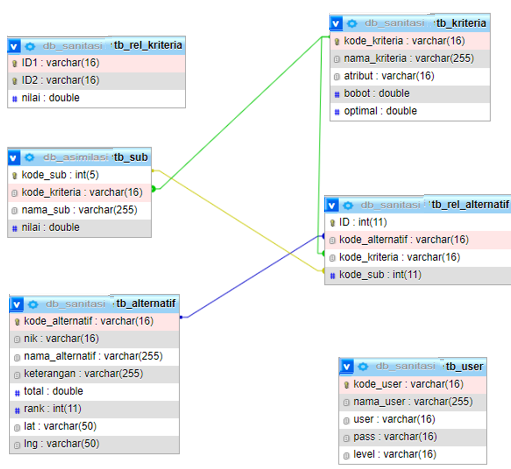 db_sanitasi tb_rel_kriteria
ID1 : varchar(16)
ID2 : varchar(16)
nilai : double
db_sanitasi tb_kriteria
kode_kriteria : varchar(16)
nama_kriteria : varchar(255)
atribut : varchar(16)
bobot : double
optimal : double
db_asimilasi tb_sub
kode_sub : int(5)
kode_kriteria : varchar(16)
nama_sub : varchar(255)
nilai : double
db_sanitasi tb_rel_alternatif
ID : int(11)
kode_alternatif : varchar(16)
kode_kriteria : varchar(16)
kode_sub : int(11)
db_sanitasi tb_alternatif
kode_alternatif : varchar(16)
nik : varchar(16)
nama_alternatif : varchar(255)
keterangan : varchar(255)
total : double
rank : int(11)
lat : varchar(50)
lng : varchar(50)
db_sanitasi tb_user
kode_user : varchar(16)
nama_user : varchar(255)
user : varchar(16)
pass : varchar(16)
level : varchar(16)